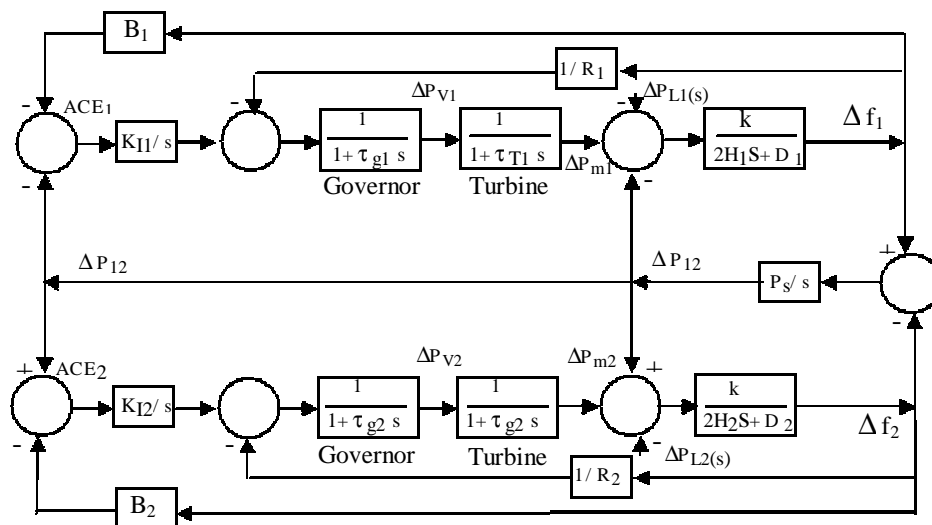 B1
1/ R1
ACE1
ΔPV1
ΔPL1(s)
- - -
KI1/ s
1
1+ τg1 s
1
1+ τT1 s
k
2H1S+ D1
Δ f1
ΔPm1
Governor
Turbine
- -
ΔP12
ΔP12
Ps/ s
+
-
+
ACE2
ΔPV2
ΔPm2
+
KI2/ s
1
1+ τg2 s
1
1+ τg2 s
k
2H2S+ D2
Δ f2
- - -
Governor
Turbine
ΔPL2(s)
1/ R2
B2